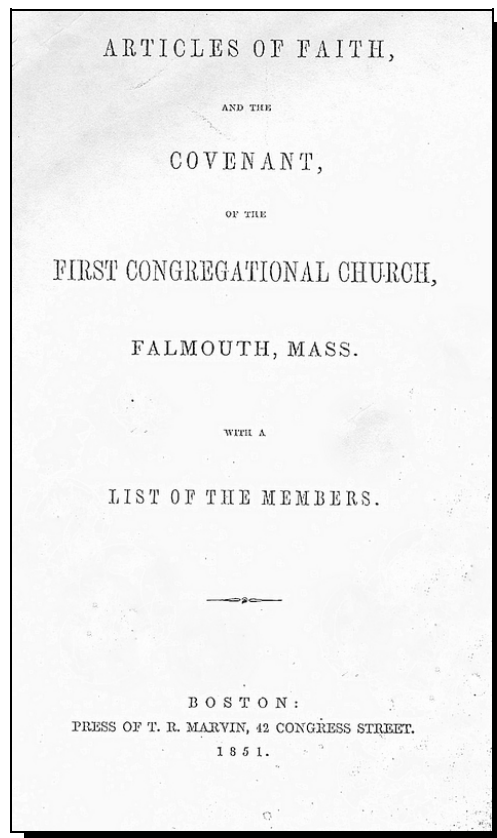 ARTICLES OF FAITH,
AND THE
COVENANT,
OF THE
FIRST CONGREGATIONAL CHURCH,
FALMOUTH, MASS.
WITH A
LIST OF THE MEMBERS.
BOSTON:
PRESS OF T. R. MARVIN, 42 CONGRESS STREET.
1851.